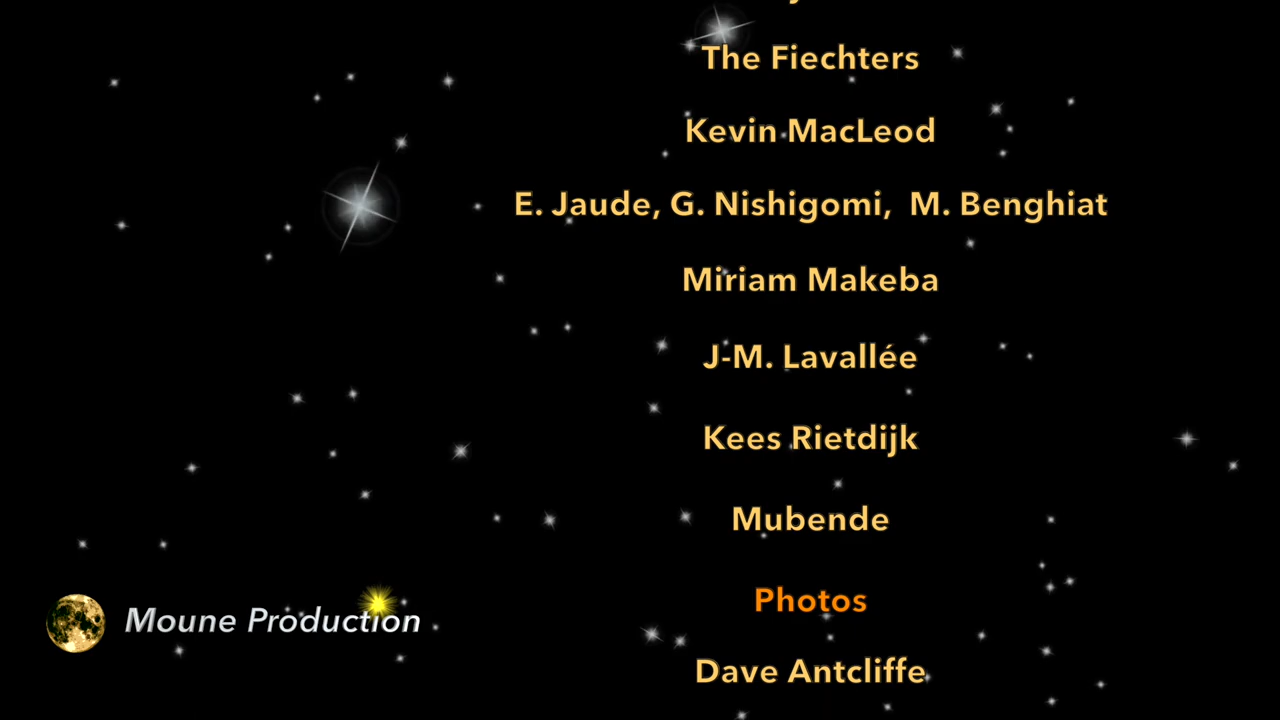 The Fiechters
Kevin MacLeod
E. Jaude, G. Nishigomi, M. Benghiat
Miriam Makeba
J-M. Lavallée
Kees Rietdijk
Mubende
Photos
Moune Production
Dave Antcliffe